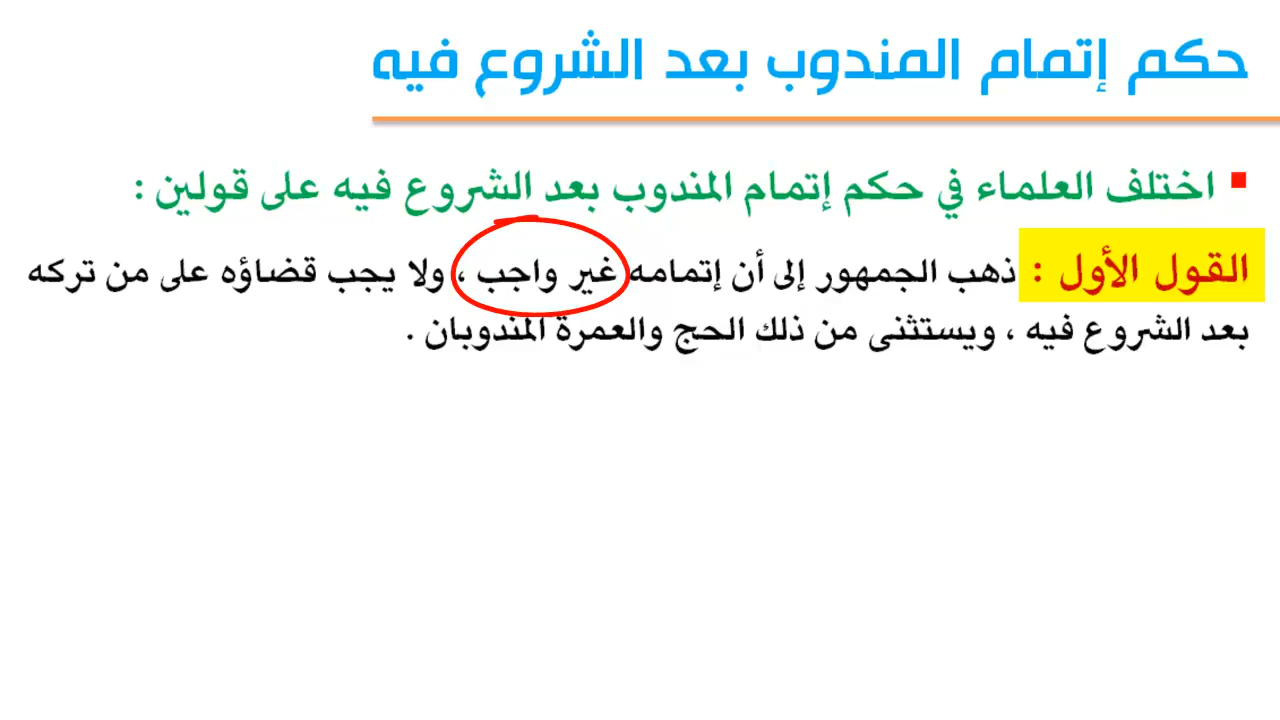 حكم إتمام المندوب بعد الشروع فيه
▪ اختلف العلماء في حكم إتمام المندوب بعد الشروع فيه على قولين :
القول الأول : ذهب الجمهور إلى أن إتمامه غير واجب ، ولا يجب قضاؤه على من تركه
بعد الشروع فيه ، ويستثنى من ذلك الحج والعمرة المندوبان .